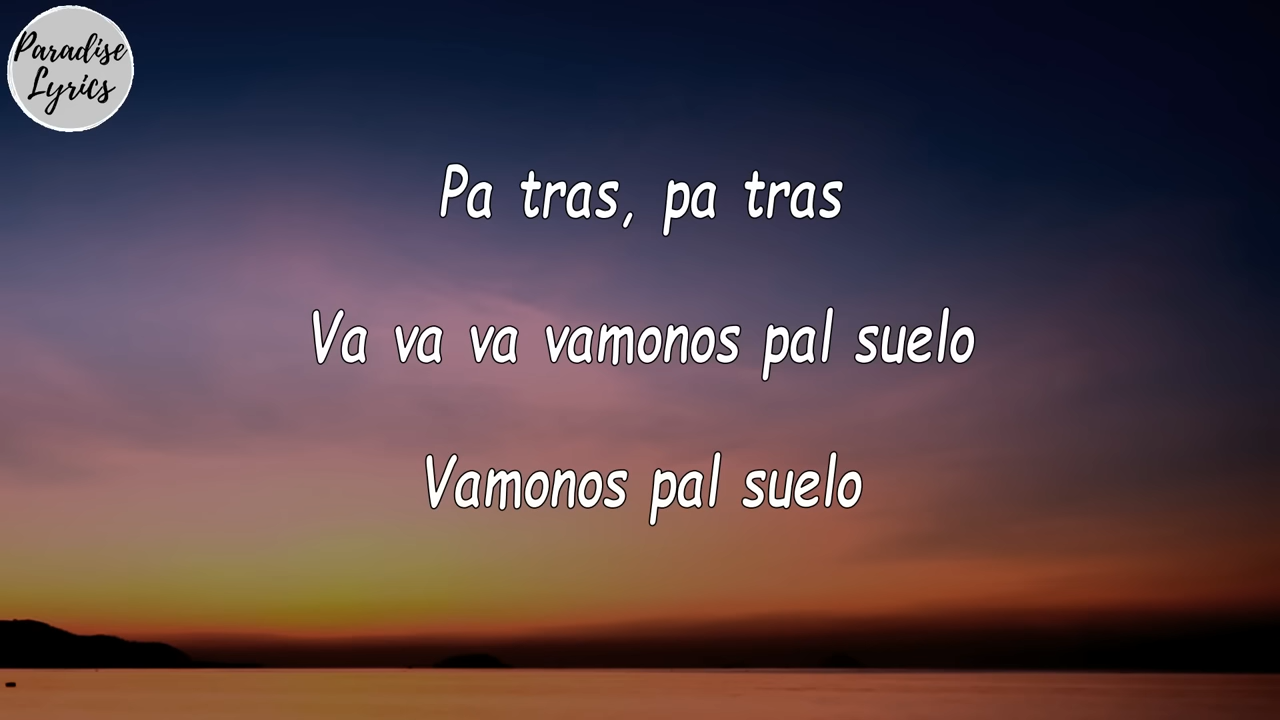 Paradise
Lyrics
Pa tras, pa tras
Va va va vamonos pal suelo
Vamonos pal suelo